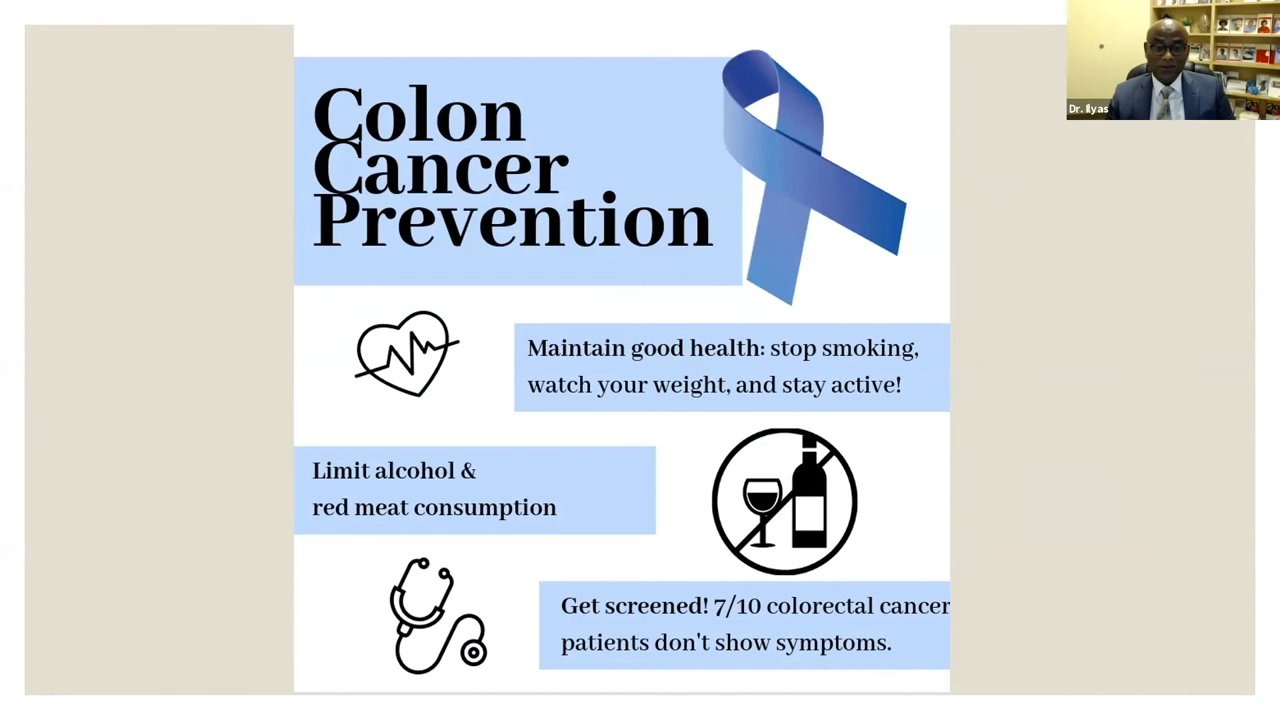 Colon
Cancer
Prevention
Maintain good health: stop smoking,
watch your weight, and stay active!
Limit alcohol &
red meat consumption
Get screened! 7/10 colorectal cancer
patients don't show symptoms.
Dr. Ilyas